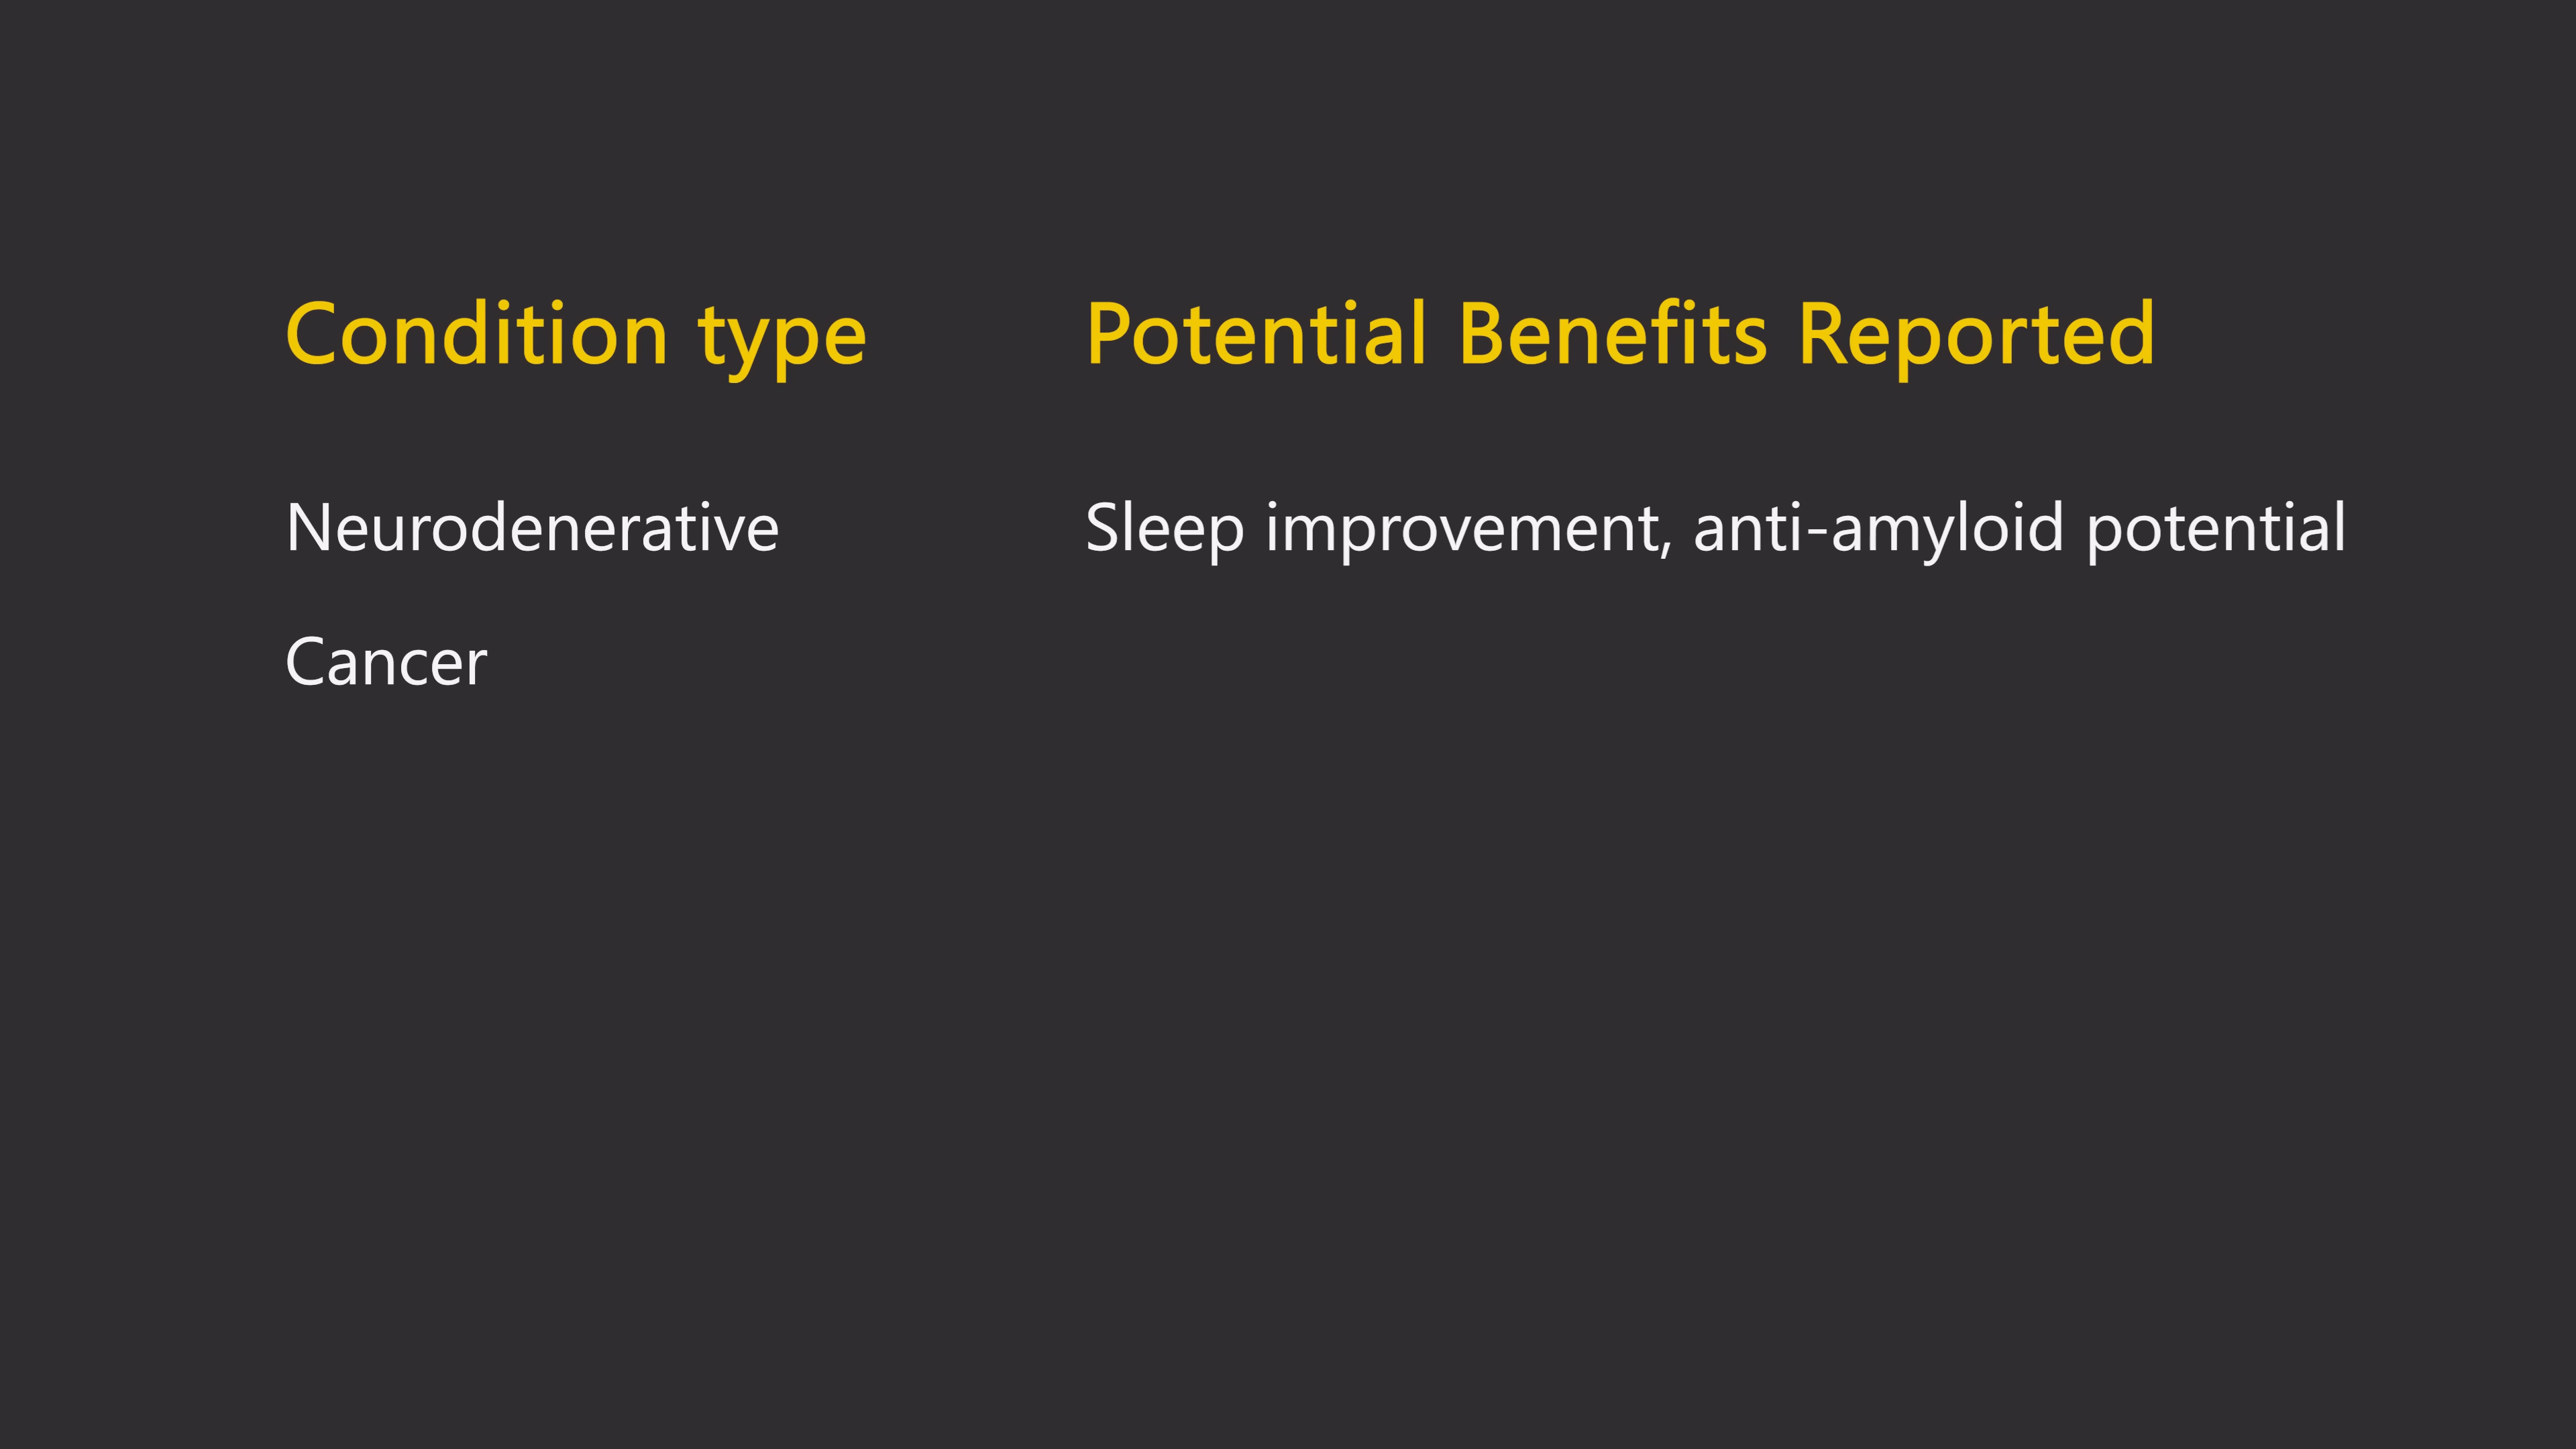 Condition type Potential Benefits Reported
Neurodenerative Sleep improvement, anti-amyloid potential
Cancer